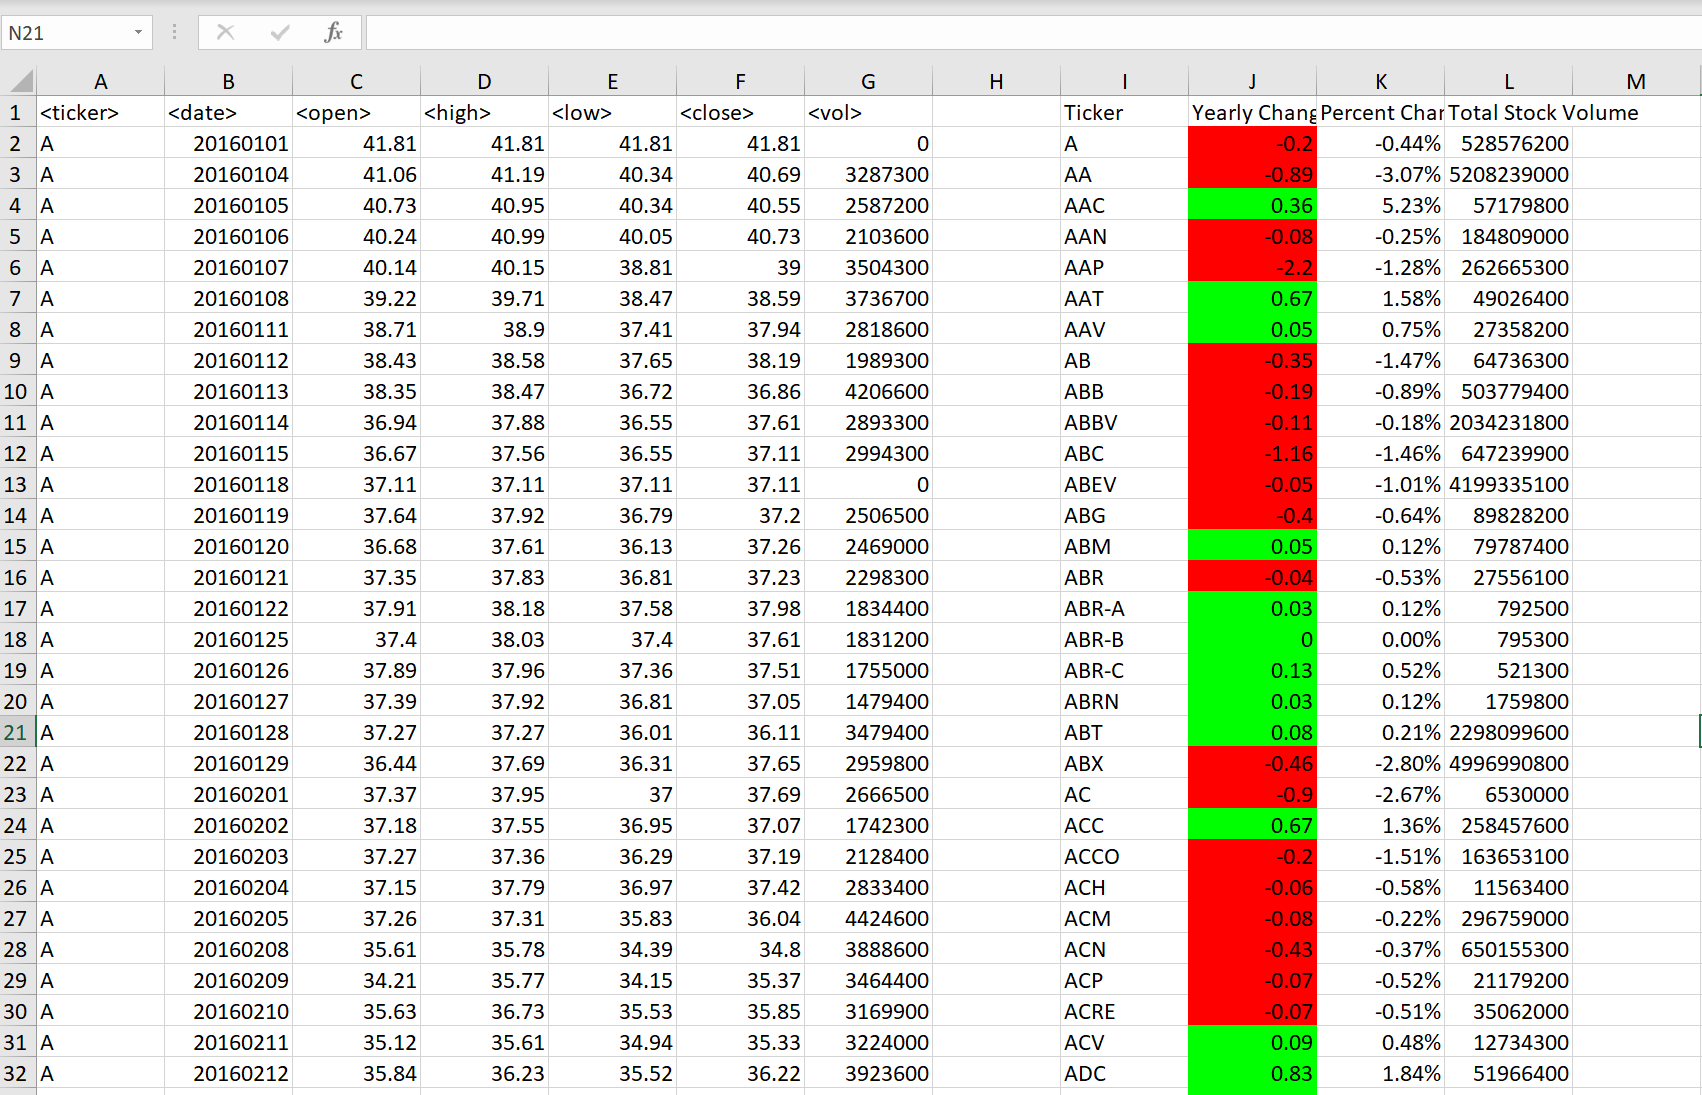 N21 fx
A B C D E F G H I J K L M
1 <ticker> <date> <open> <high> <low> <close> <vol> Ticker Yearly Chang Percent Char Total Stock Volume
2 A 20160101 41.81 41.81 41.81 41.81 0 A -0.2 -0.44% 528576200
3 A 20160104 41.06 41.19 40.34 40.69 3287300 AA -0.89 -3.07% 5208239000
4 A 20160105 40.73 40.95 40.34 40.55 2587200 AAC 0.36 5.23% 57179800
5 A 20160106 40.24 40.99 40.05 40.73 2103600 AAN -0.08 -0.25% 184809000
6 A 20160107 40.14 40.15 38.81 39 3504300 AAP -2.2 -1.28% 262665300
7 A 20160108 39.22 39.71 38.47 38.59 3736700 AAT 0.67 1.58% 49026400
8 A 20160111 38.71 38.9 37.41 37.94 2818600 AAV 0.05 0.75% 27358200
9 A 20160112 38.43 38.58 37.65 38.19 1989300 AB -0.35 -1.47% 64736300
10 A 20160113 38.35 38.47 36.72 36.86 4206600 ABB -0.19 -0.89% 503779400
11 A 20160114 36.94 37.88 36.55 37.61 2893300 ABBV -0.11 -0.18% 2034231800
12 A 20160115 36.67 37.56 36.55 37.11 2994300 ABC -1.16 -1.46% 647239900
13 A 20160118 37.11 37.11 37.11 37.11 0 ABEV -0.05 -1.01% 4199335100
14 A 20160119 37.64 37.92 36.79 37.2 2506500 ABG -0.4 -0.64% 89828200
15 A 20160120 36.68 37.61 36.13 37.26 2469000 ABM 0.05 0.12% 79787400
16 A 20160121 37.35 37.83 36.81 37.23 2298300 ABR -0.04 -0.53% 27556100
17 A 20160122 37.91 38.18 37.58 37.98 1834400 ABR-A 0.03 0.12% 792500
18 A 20160125 37.4 38.03 37.4 37.61 1831200 ABR-B 0 0.00% 795300
19 A 20160126 37.89 37.96 37.36 37.51 1755000 ABR-C 0.13 0.52% 521300
20 A 20160127 37.39 37.92 36.81 37.05 1479400 ABRN 0.03 0.12% 1759800
21 A 20160128 37.27 37.27 36.01 36.11 3479400 ABT 0.08 0.21% 2298099600
22 A 20160129 36.44 37.69 36.31 37.65 2959800 ABX -0.46 -2.80% 4996990800
23 A 20160201 37.37 37.95 37 37.69 2666500 AC -0.9 -2.67% 6530000
24 A 20160202 37.18 37.55 36.95 37.07 1742300 ACC 0.67 1.36% 258457600
25 A 20160203 37.27 37.36 36.29 37.19 2128400 ACCO -0.2 -1.51% 163653100
26 A 20160204 37.15 37.79 36.97 37.42 2833400 ACH -0.06 -0.58% 11563400
27 A 20160205 37.26 37.31 35.83 36.04 4424600 ACM -0.08 -0.22% 296759000
28 A 20160208 35.61 35.78 34.39 34.8 3888600 ACN -0.43 -0.37% 650155300
29 A 20160209 34.21 35.77 34.15 35.37 3464400 ACP -0.07 -0.52% 21179200
30 A 20160210 35.63 36.73 35.53 35.85 3169900 ACRE -0.07 -0.51% 35062000
31 A 20160211 35.12 35.61 34.94 35.33 3224000 ACV 0.09 0.48% 12734300
32 A 20160212 35.84 36.23 35.52 36.22 3923600 ADC 0.83 1.84% 51966400